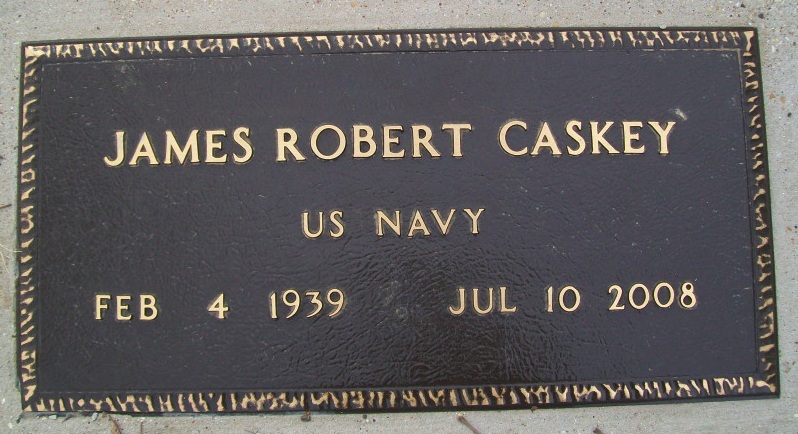 JAMES ROBERT CASKEY
US NAVY
FEB 4 1939 JUL 10 2008